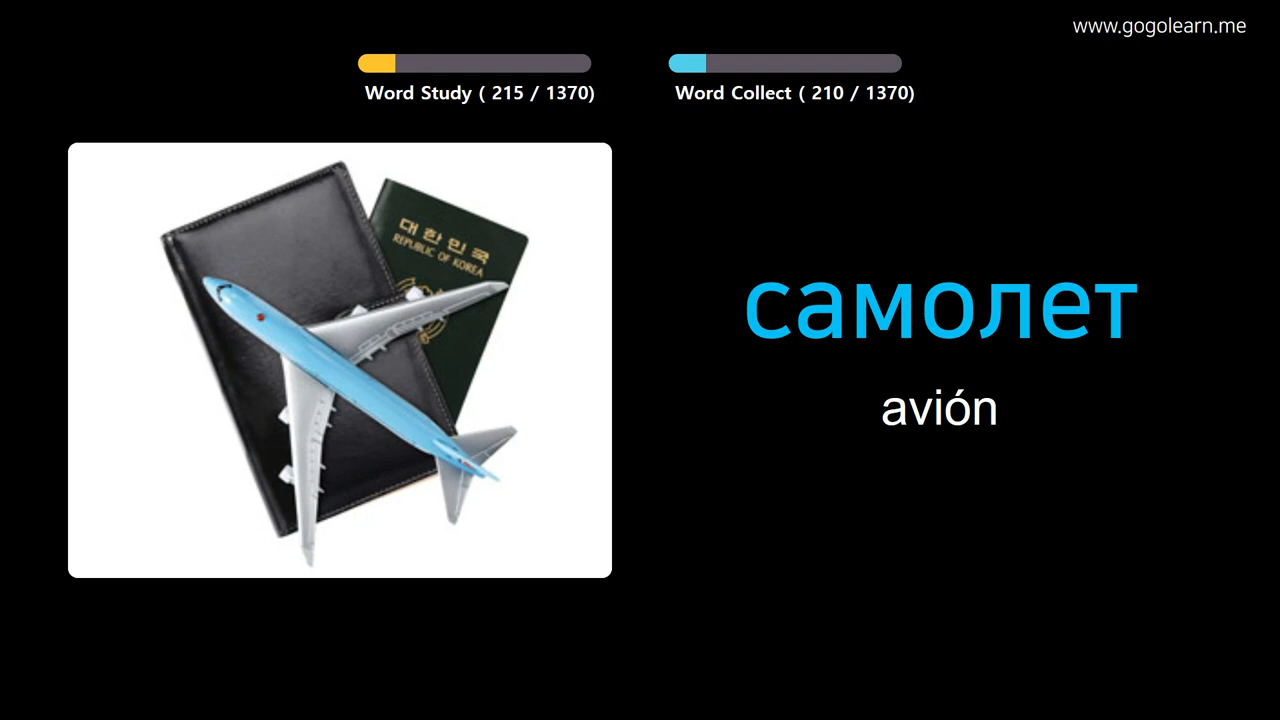 www.gogolearn.me
Word Study ( 215 / 1370)
Word Collect ( 210 / 1370)
대한민국
REPUBLIC OF KOREA
самолет
avión